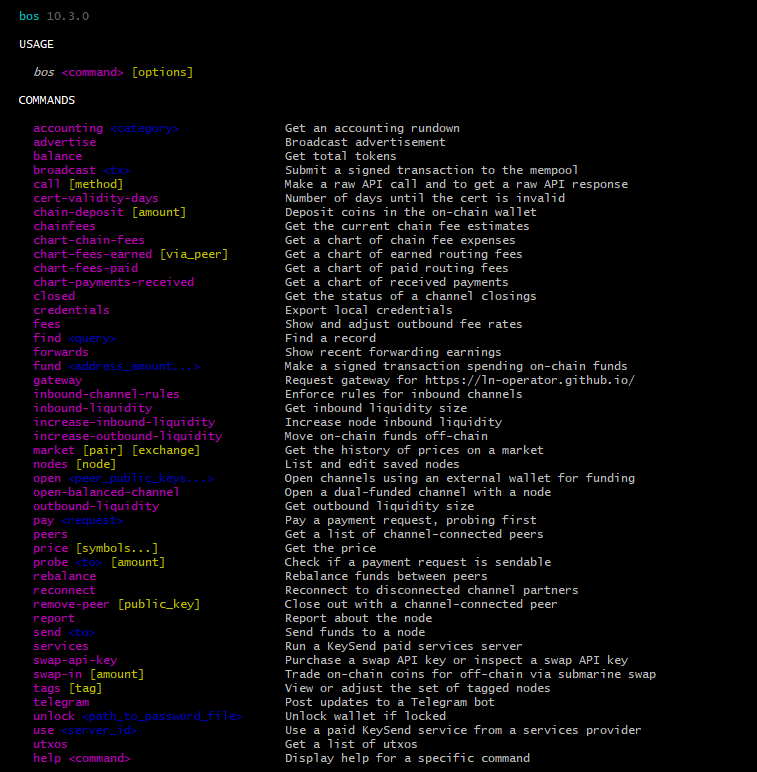 bos 10.3.0
USAGE
bos <command> [options]
COMMANDS
accounting <category> Get an accounting rundown
advertise Broadcast advertisement
balance Get total tokens
broadcast <tx> Submit a signed transaction to the mempool
call [method] Make a raw API call and to get a raw API response
cert-validity-days Number of days until the cert is invalid
chain-deposit [amount] Deposit coins in the on-chain wallet
chainfees Get the current chain fee estimates
chart-chain-fees Get a chart of chain fee expenses
chart-fees-earned [via_peer] Get a chart of earned routing fees
chart-fees-paid Get a chart of paid routing fees
chart-payments-received Get a chart of received payments
closed Get the status of a channel closings
credentials Export local credentials
fees Show and adjust outbound fee rates
find <query> Find a record
forwards Show recent forwarding earnings
fund <address_amount...> Make a signed transaction spending on-chain funds
gateway Request gateway for https://ln-operator.github.io/
inbound-channel-rules Enforce rules for inbound channels
inbound-liquidity Get inbound liquidity size
increase-inbound-liquidity Increase node inbound liquidity
increase-outbound-liquidity Move on-chain funds off-chain
market [pair] [exchange] Get the history of prices on a market
nodes [node] List and edit saved nodes
open <peer_public_keys...> Open channels using an external wallet for funding
open-balanced-channel Open a dual-funded channel with a node
outbound-liquidity Get outbound liquidity size
pay <request> Pay a payment request, probing first
peers Get a list of channel-connected peers
price [symbols...] Get the price
probe <to> [amount] Check if a payment request is sendable
rebalance Rebalance funds between peers
reconnect Reconnect to disconnected channel partners
remove-peer [public_key] Close out with a channel-connected peer
report Report about the node
send <to> Send funds to a node
services Run a KeySend paid services server
swap-api-key Purchase a swap API key or inspect a swap API key
swap-in [amount] Trade on-chain coins for off-chain via submarine swap
tags [tag] View or adjust the set of tagged nodes
telegram Post updates to a Telegram bot
unlock <path_to_password_file> Unlock wallet if locked
use <server_id> Use a paid KeySend service from a services provider
utxos Get a list of utxos
help <command> Display help for a specific command